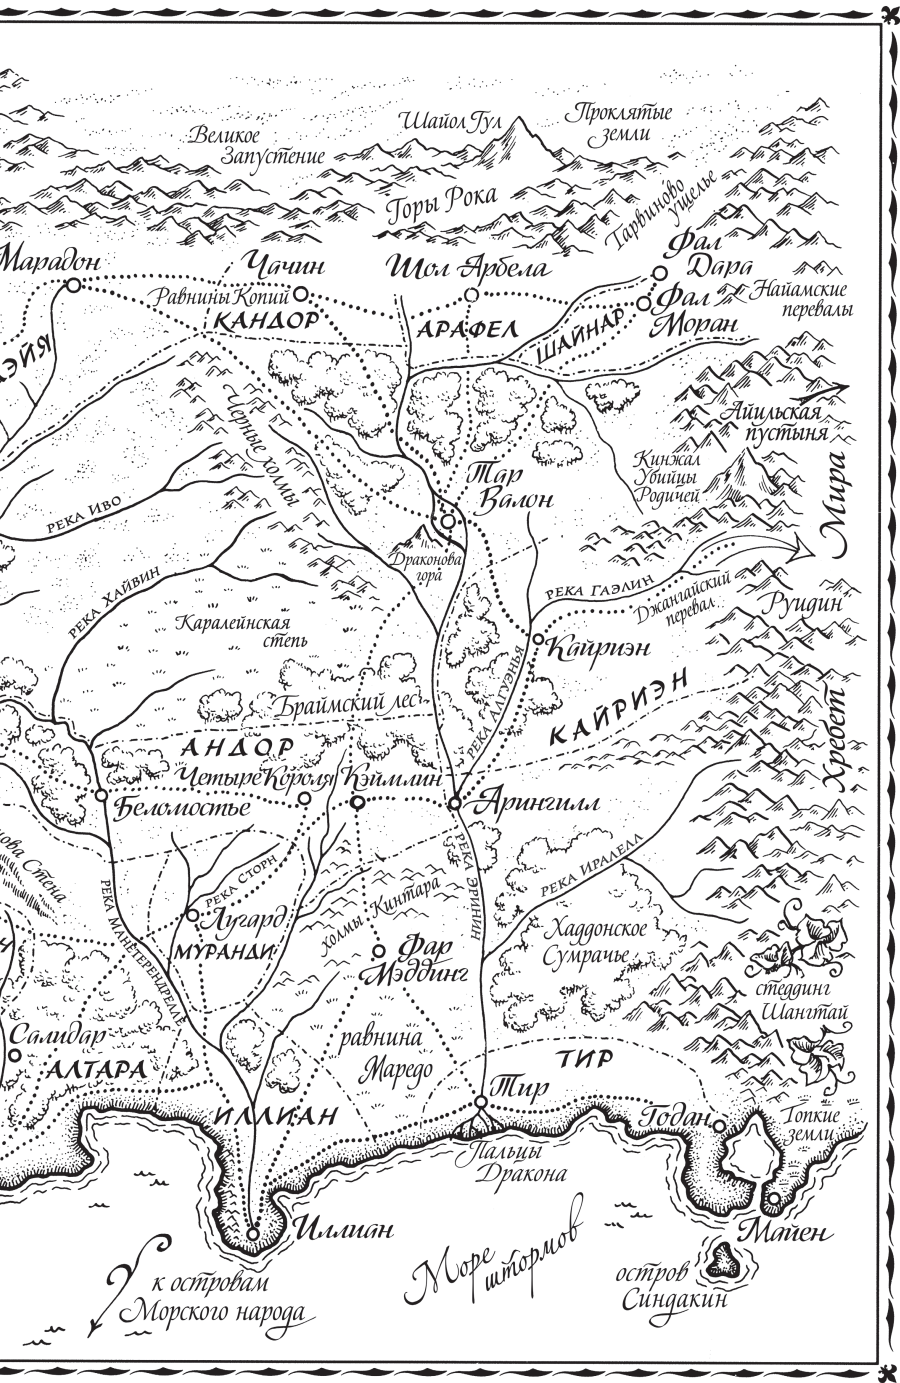 Великое
Запустение
Шайол Гул
Проклятые
земли
Горы Рока
Тарвиново
ущелье
Марадон
Чачин
Шол Арбела
Фал
Дара
Равнины Копий
КАНДОР
АРАФЕЛ
ШАЙНАР
Фал
Моран
Найамские
перевалы
Черные холмы
Айильская
пустыня
Кинжал
Убийцы
Родичей
Хребет Мира
Тар
Валон
РЕКА ИВО
Драконова
гора
РЕКА ХАЙВИН
РЕКА ГАЭЛИН
Джангайский
перевал
Руидин
Каралейнская
степь
Кайриэн
РЕКА АЛГУЭНЬЯ
КАЙРИЭН
Браймский лес
АНДОР
Четыре Короля
Кэймлин
Беломостье
Арингилл
РЕКА ЭРИНИН
РЕКА ИРАЛЕЛЛ
РЕКА СТОРН
РЕКА МАНЕТЕРЕНДРЕЛЛЕ
Лугард
МУРАНДИ
холмы Кинтара
Фар
Мэддинг
Хаддонское
Сумрачье
стеддинг
Шангтай
Салидар
АЛТАРА
равнина
Маредо
ТИР
Тир
ИЛЛИАН
Годан
Топкие
земли
Пальцы
Дракона
Иллиан
Майен
Море
штормов
остров
Синдакин
к островам
Морского народа